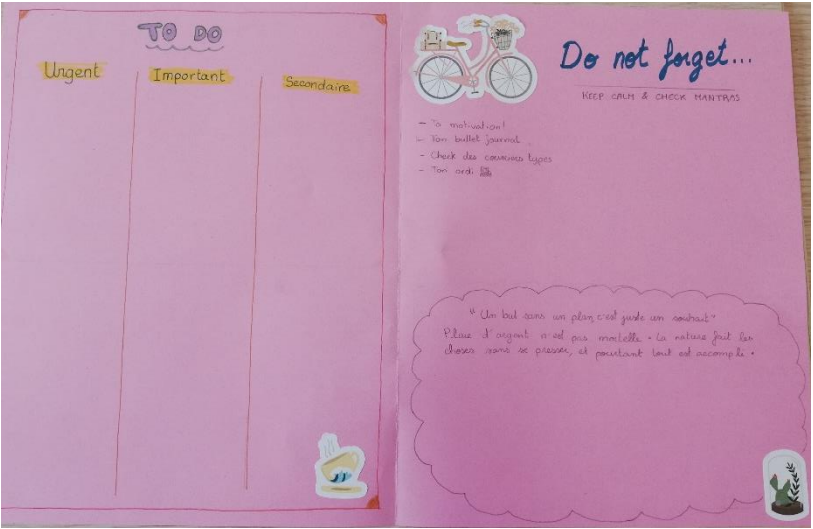 TO DO
Urgent
Important
Secondaire
Do not forget...
KEEP CALM & CHECK MANTRAS
- Ta motivation!
- Ton bullet journal
- Check des courriers types
- Ton ordi
" Un but sans un plan c'est juste un souhait"
Plaie d'argent n'est pas mortelle • La nature fait les
choses sans se presser, et pourtant tout est accompli •